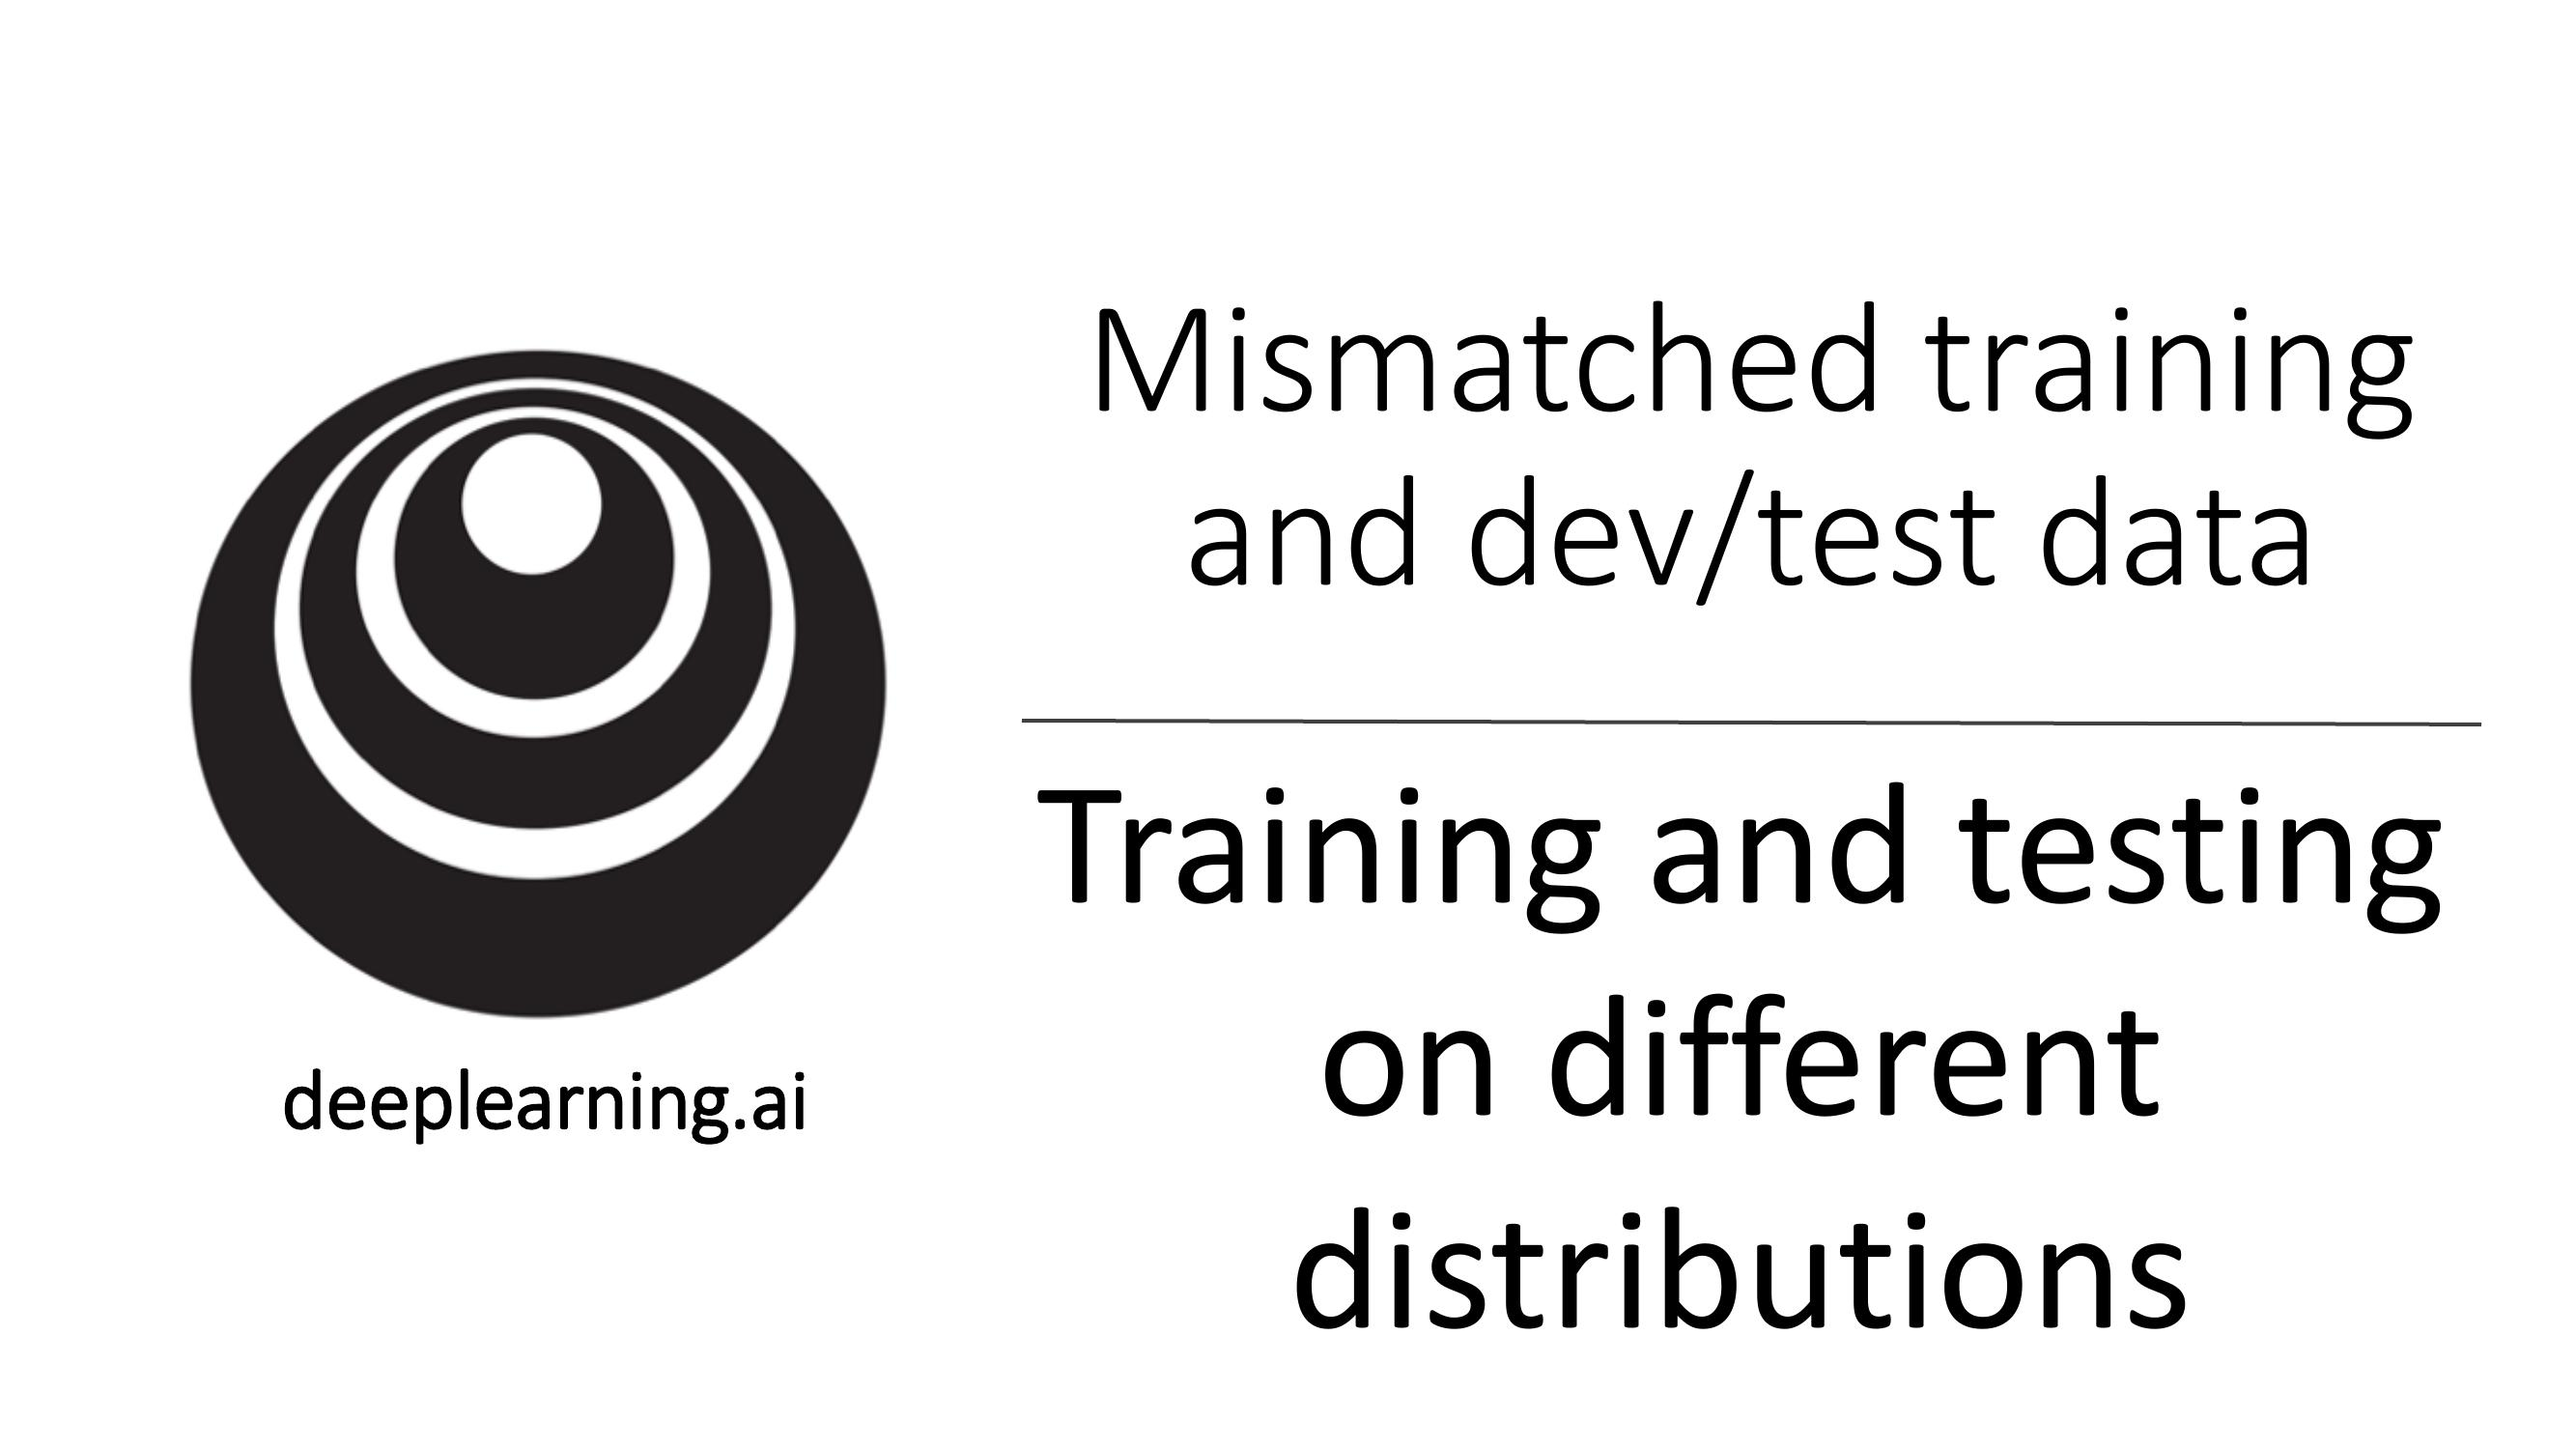 Mismatched training
and dev/test data
Training and testing
on different
distributions
deeplearning.ai